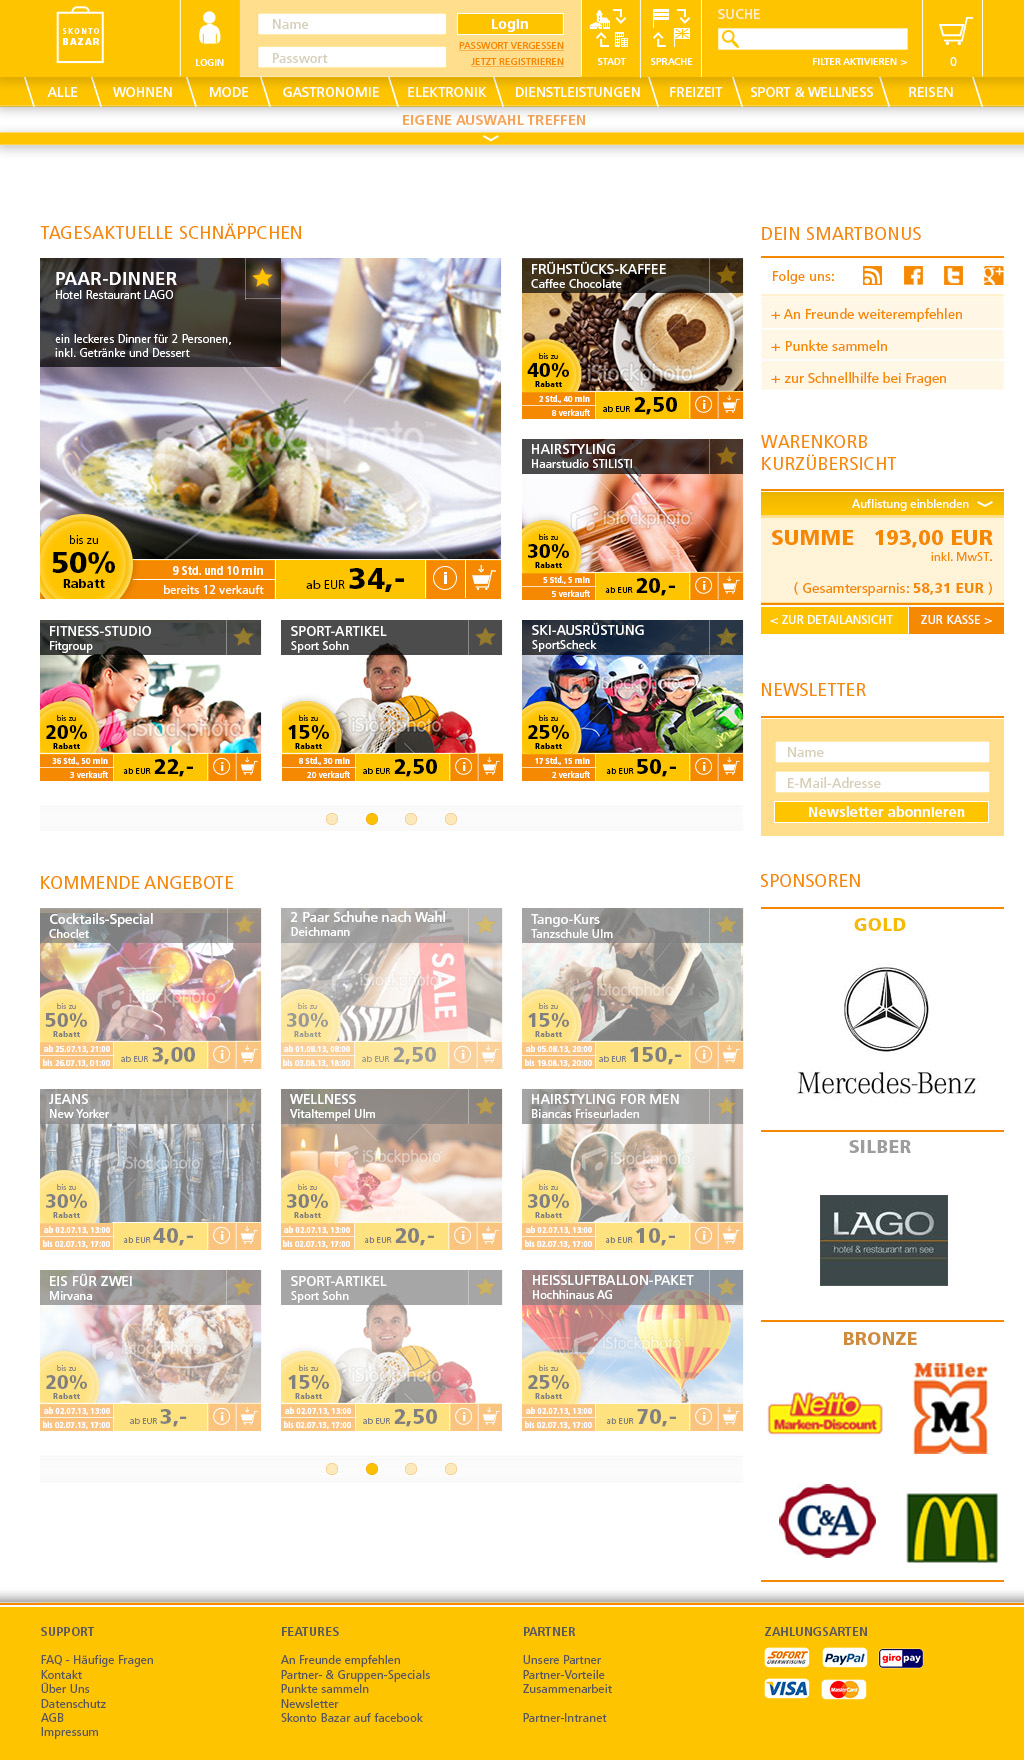 SKONTO
BAZAR
LOGIN
Name
Passwort
Login
PASSWORT VERGESSEN
JETZT REGISTRIEREN
STADT
SPRACHE
SUCHE
FILTER AKTIVIEREN >
0
ALLE
WOHNEN
MODE
GASTRONOMIE
ELEKTRONIK
DIENSTLEISTUNGEN
FREIZEIT
SPORT & WELLNESS
REISEN
EIGENE AUSWAHL TREFFEN
TAGESAKTUELLE SCHNÄPPCHEN
PAAR-DINNER
Hotel Restaurant LAGO
ein leckeres Dinner für 2 Personen,
inkl. Getränke und Dessert
iStockphoto
bis zu
50%
Rabatt
9 Std. und 10 min
bereits 12 verkauft
ab EUR 34,-
FRÜHSTÜCKS-KAFFEE
Caffee Chocolate
iStockphoto
bis zu
40%
Rabatt
2 Std., 40 min
8 verkauft
ab EUR 2,50
HAIRSTYLING
Haarstudio STILISTI
iStockphoto
bis zu
30%
Rabatt
5 Std., 5 min
5 verkauft
ab EUR 20,-
FITNESS-STUDIO
Fitgroup
iStockphoto
bis zu
20%
Rabatt
36 Std., 50 min
3 verkauft
ab EUR 22,-
SPORT-ARTIKEL
Sport Sohn
iStockphoto
bis zu
15%
Rabatt
8 Std., 30 min
20 verkauft
ab EUR 2,50
SKI-AUSRÜSTUNG
SportScheck
iStockphoto
bis zu
25%
Rabatt
17 Std., 15 min
2 verkauft
ab EUR 50,-
KOMMENDE ANGEBOTE
Cocktails-Special
Choclet
iStockphoto
bis zu
50%
Rabatt
ab 25.07.13, 21:00
bis 26.07.13, 01:00
ab EUR 3,00
2 Paar Schuhe nach Wahl
Deichmann
SALE
iStockphoto
bis zu
30%
Rabatt
ab 01.08.13, 08:00
bis 03.08.13, 18:00
ab EUR 2,50
Tango-Kurs
Tanzschule Ulm
iStockphoto
bis zu
15%
Rabatt
ab 05.08.13, 20:00
bis 19.08.13, 20:00
ab EUR 150,-
JEANS
New Yorker
iStockphoto
bis zu
30%
Rabatt
ab 02.07.13, 13:00
bis 02.07.13, 17:00
ab EUR 40,-
WELLNESS
Vitaltempel Ulm
iStockphoto
bis zu
30%
Rabatt
ab 02.07.13, 13:00
bis 02.07.13, 17:00
ab EUR 20,-
HAIRSTYLING FOR MEN
Biancas Friseurladen
iStockphoto
bis zu
30%
Rabatt
ab 02.07.13, 13:00
bis 02.07.13, 17:00
ab EUR 10,-
EIS FÜR ZWEI
Mirvana
iStockphoto
bis zu
20%
Rabatt
ab 02.07.13, 13:00
bis 02.07.13, 17:00
ab EUR 3,-
SPORT-ARTIKEL
Sport Sohn
iStockphoto
bis zu
15%
Rabatt
ab 02.07.13, 13:00
bis 02.07.13, 17:00
ab EUR 2,50
HEISSLUFTBALLON-PAKET
Hochhinaus AG
iStockphoto
bis zu
25%
Rabatt
ab 02.07.13, 13:00
bis 02.07.13, 17:00
ab EUR 70,-
DEIN SMARTBONUS
Folge uns:
+ An Freunde weiterempfehlen
+ Punkte sammeln
+ zur Schnellhilfe bei Fragen
WARENKORB
KURZÜBERSICHT
Auflistung einblenden
SUMME 193,00 EUR
inkl. MwST.
( Gesamtersparnis: 58,31 EUR )
< ZUR DETAILANSICHT
ZUR KASSE >
NEWSLETTER
Name
E-Mail-Adresse
Newsletter abonnieren
SPONSOREN
GOLD
Mercedes-Benz
SILBER
LAGO
hotel & restaurant am see
BRONZE
Netto
Marken-Discount
Müller
M
C&A
M
SUPPORT
FAQ - Häufige Fragen
Kontakt
Über Uns
Datenschutz
AGB
Impressum
FEATURES
An Freunde empfehlen
Partner- & Gruppen-Specials
Punkte sammeln
Newsletter
Skonto Bazar auf facebook
PARTNER
Unsere Partner
Partner-Vorteile
Zusammenarbeit
Partner-Intranet
ZAHLUNGSARTEN
SOFORT
ÜBERWEISUNG
PayPal
giropay
VISA
MasterCard